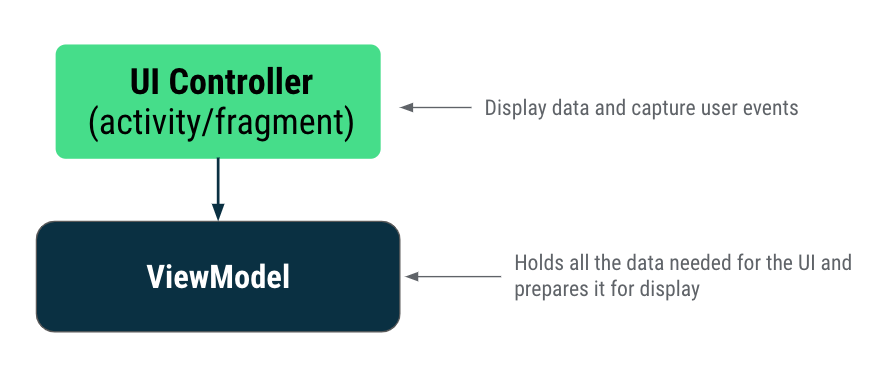 UI Controller
(activity/fragment)
Display data and capture user events
ViewModel
Holds all the data needed for the UI and
prepares it for display